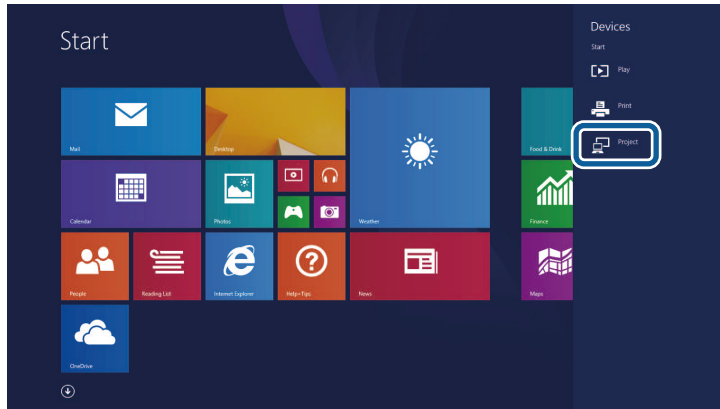 Start
Devices
Start
Play
Print
Project
Mail
Desktop
Weather
Food & Drink
Calendar
Photos
Finance
People
Reading List
Internet Explorer
Help+Tips
News
Maps
OneDrive